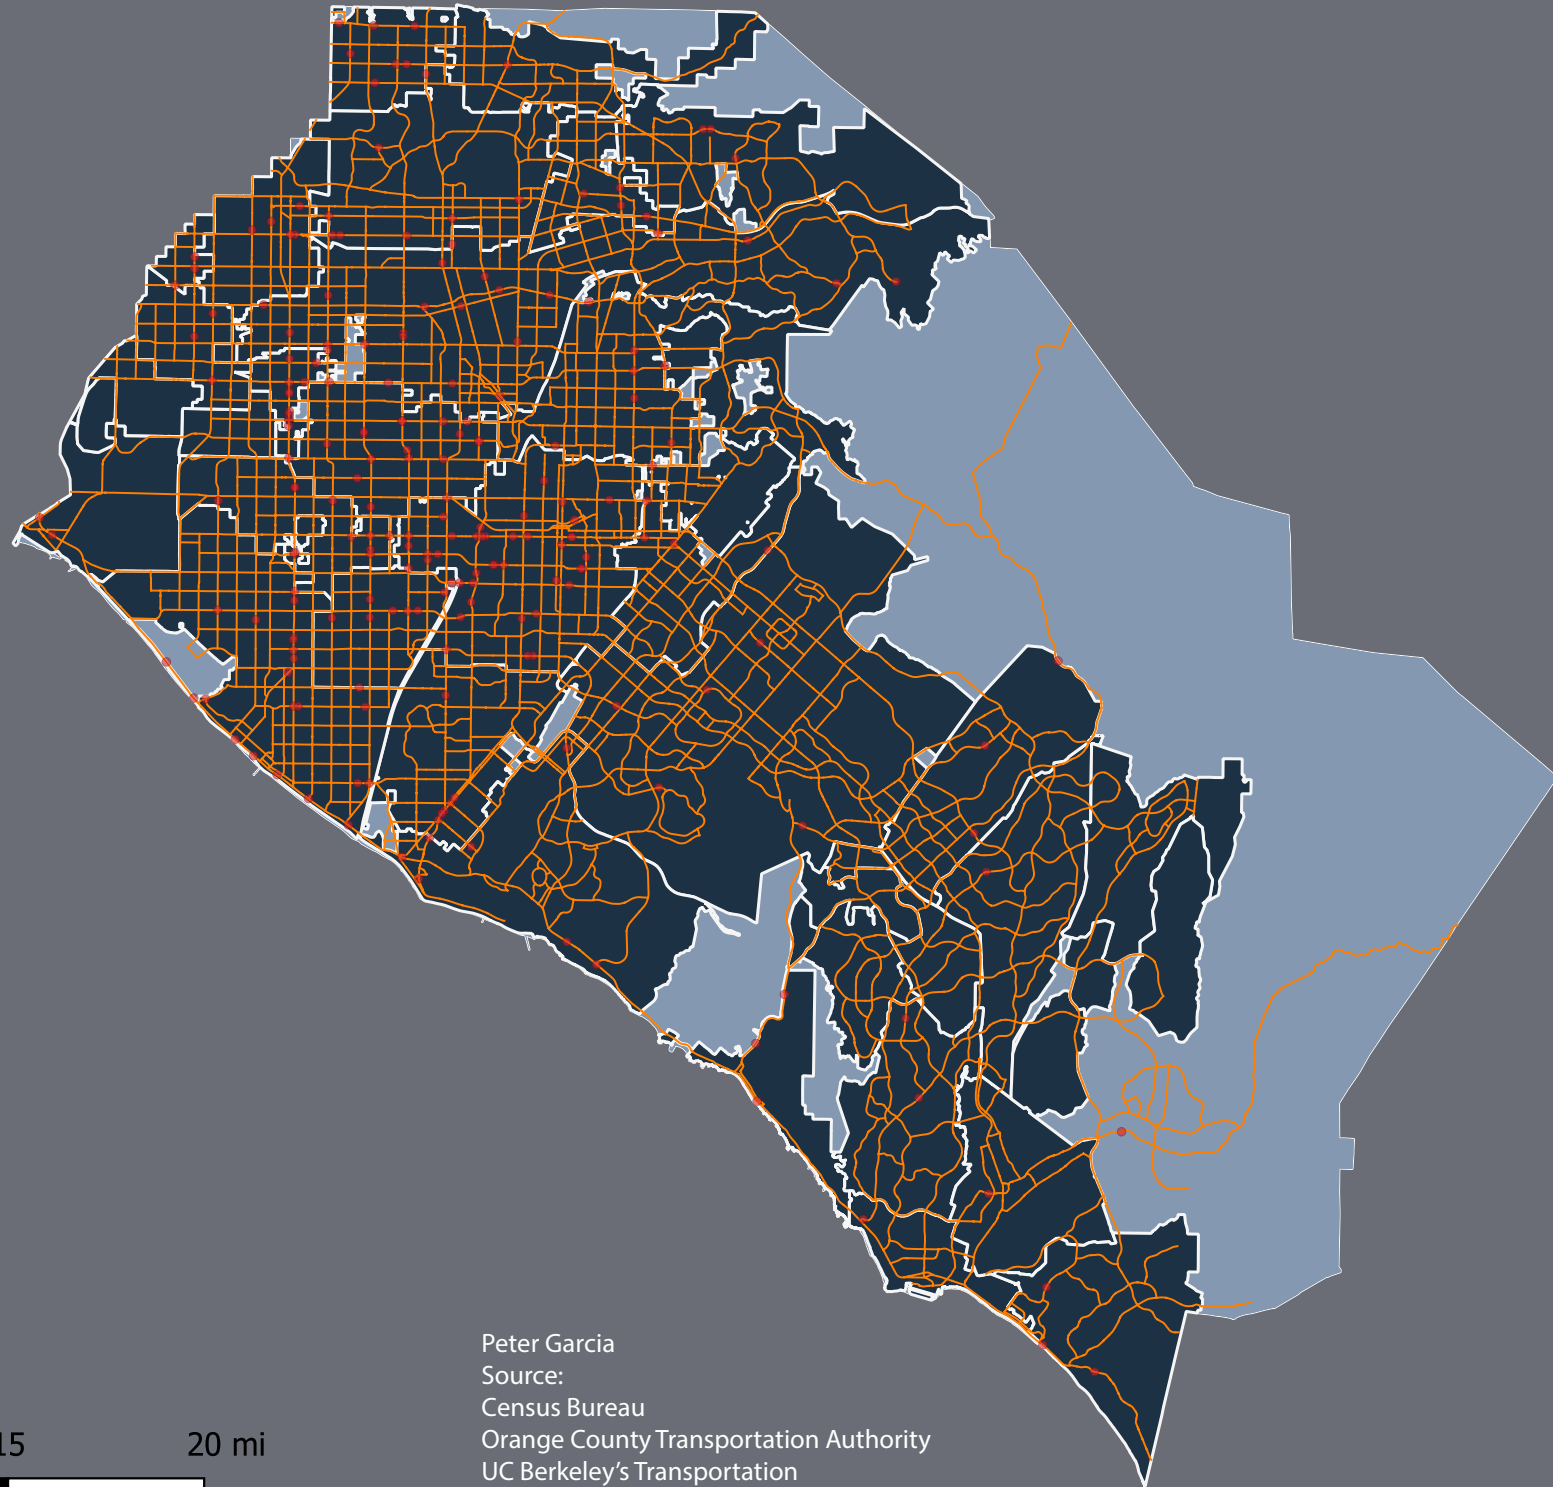 Peter Garcia
Source:
Census Bureau
Orange County Transportation Authority
UC Berkeley's Transportation
15 20 mi